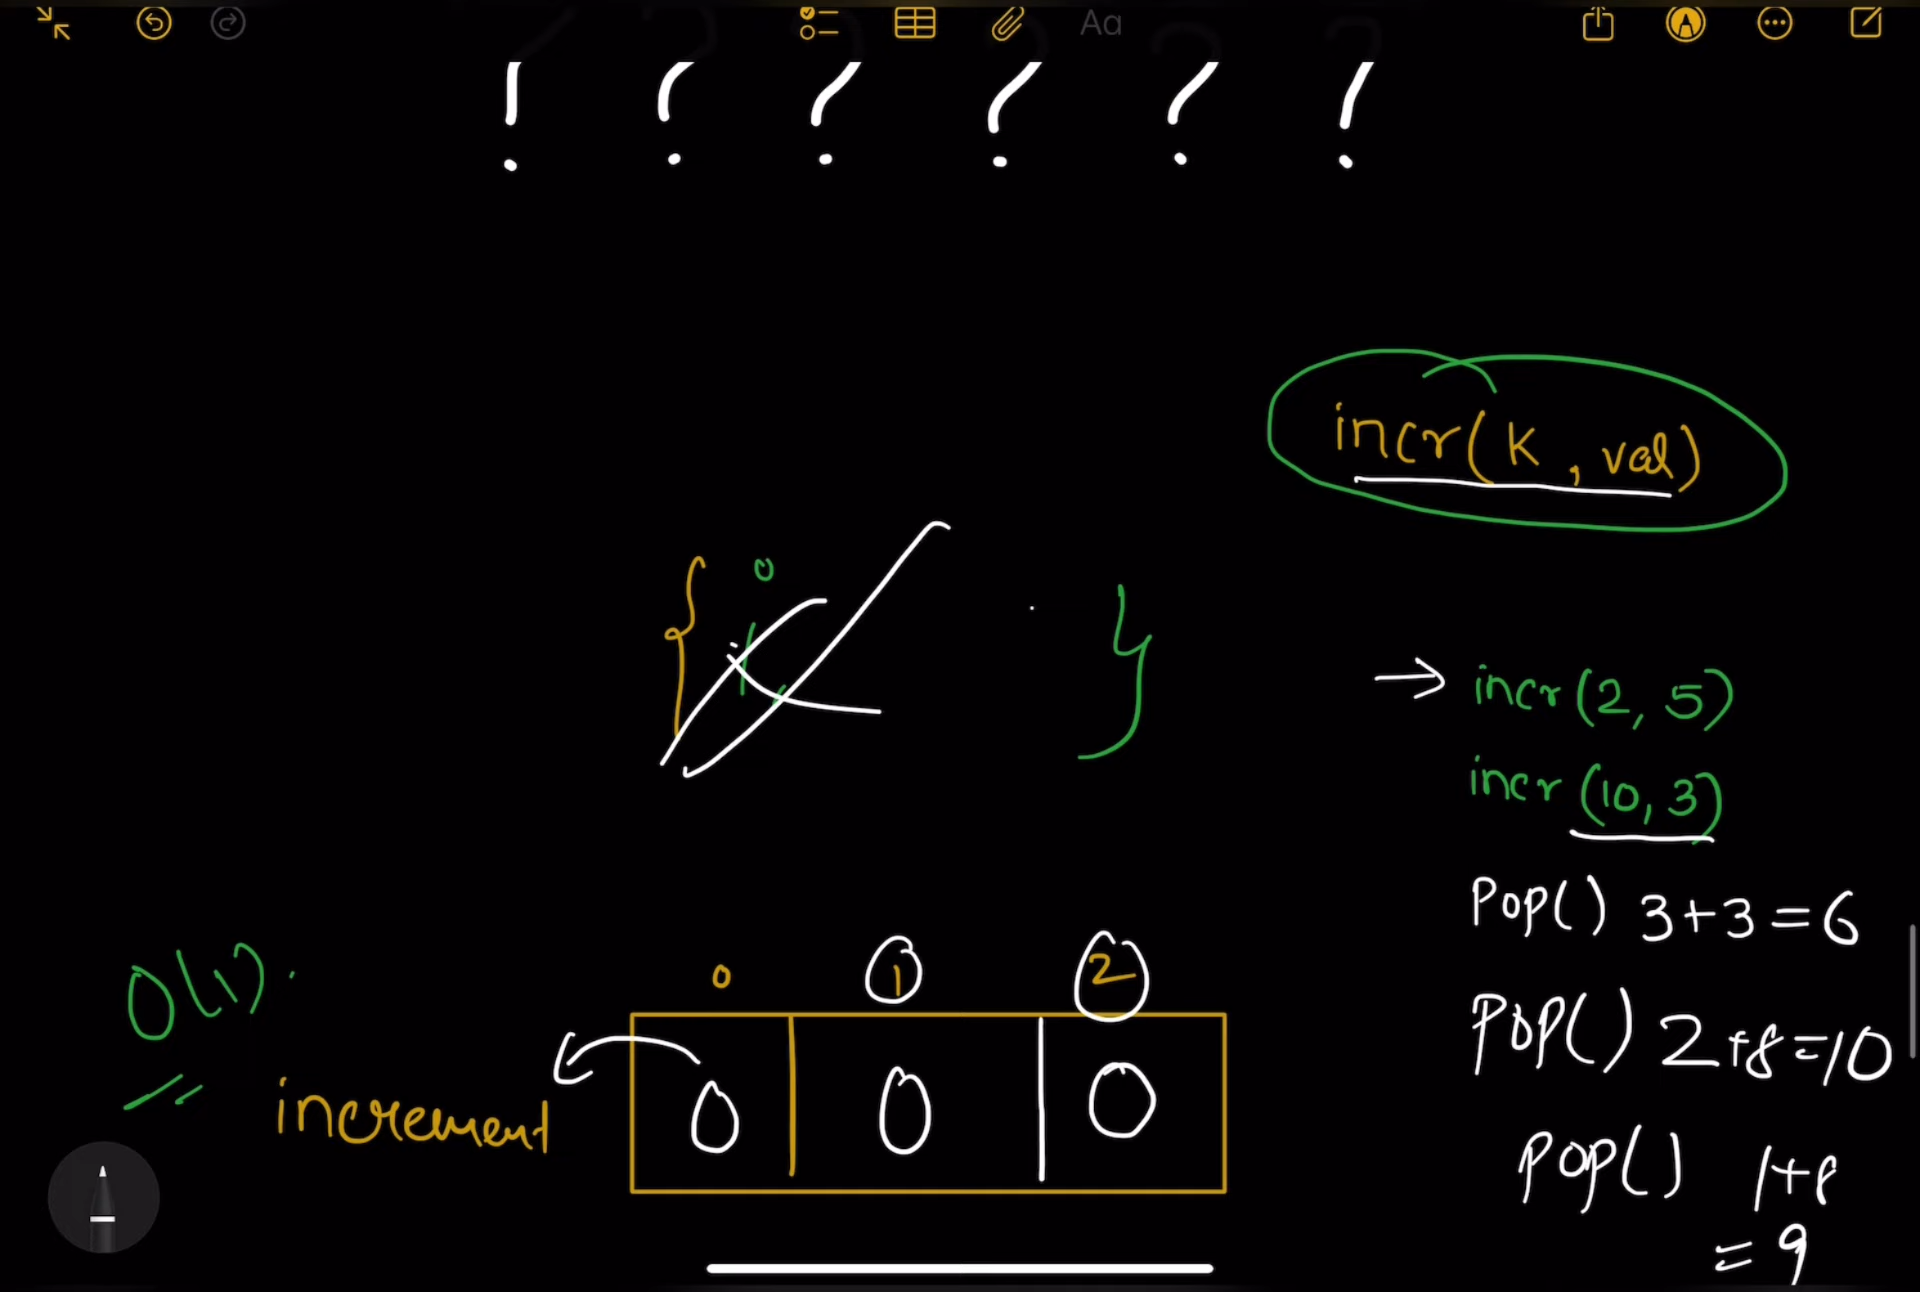 Aa
? ? ? ? ? ?
incr(K, val)
0
→ incr(2, 5)
incr(10, 3)
Pop() 3+3=6
Pop() 2+8=10
Pop() 1+8
=9
O(1).
0 1 2
increment 0 0 0